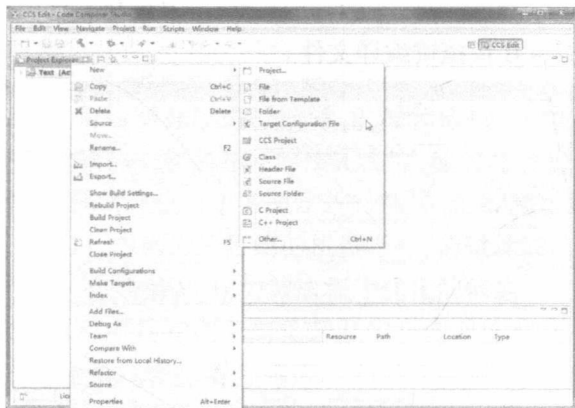 CCS Edit - Code Composer Studio
File Edit View Navigate Project Run Scripts Window Help
CCS Edit
Project Explorer
Test
New
Copy Ctrl+C
Paste Ctrl+V
Delete Delete
Source
Move...
Rename... F2
Import...
Export...
Show Build Settings...
Rebuild Project
Build Project
Clean Project
Refresh F5
Close Project
Build Configurations
Make Targets
Index
Add Files...
Debug As
Team
Compare With
Restore from Local History...
Refactor
Source
Properties Alt+Enter
Project...
File
File from Template
Folder
Target Configuration File
CCS Project
Class
Header File
Source File
Source Folder
C Project
C++ Project
Other... Ctrl+N
Resource Path Location Type